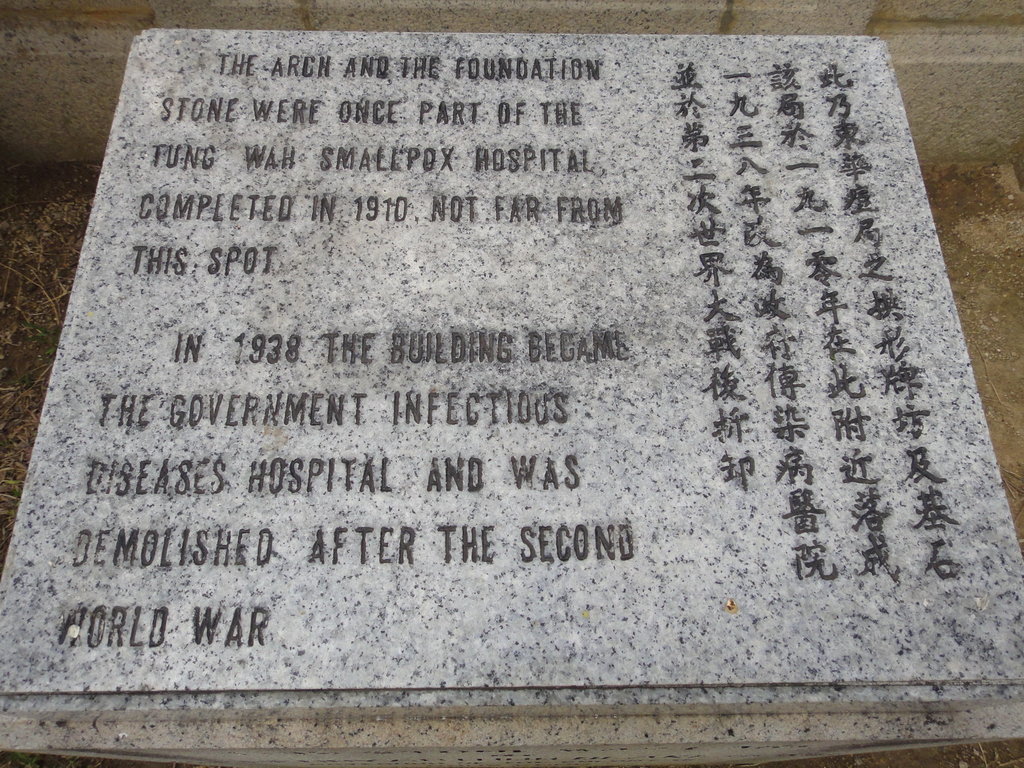 THE ARCH AND THE FOUNDATION
STONE WERE ONCE PART OF THE
TUNG WAH SMALLPOX HOSPITAL,
COMPLETED IN 1910, NOT FAR FROM
THIS SPOT
IN 1938 THE BUILDING BECAME
THE GOVERNMENT INFECTIOUS
DISEASES HOSPITAL AND WAS
DEMOLISHED AFTER THE SECOND
WORLD WAR
此乃東華痘局之拱形牌坊及基石
該局於一九一零年在此附近落成
一九三八年改為政府傳染病醫院
並於第二次世界大戰後拆卸